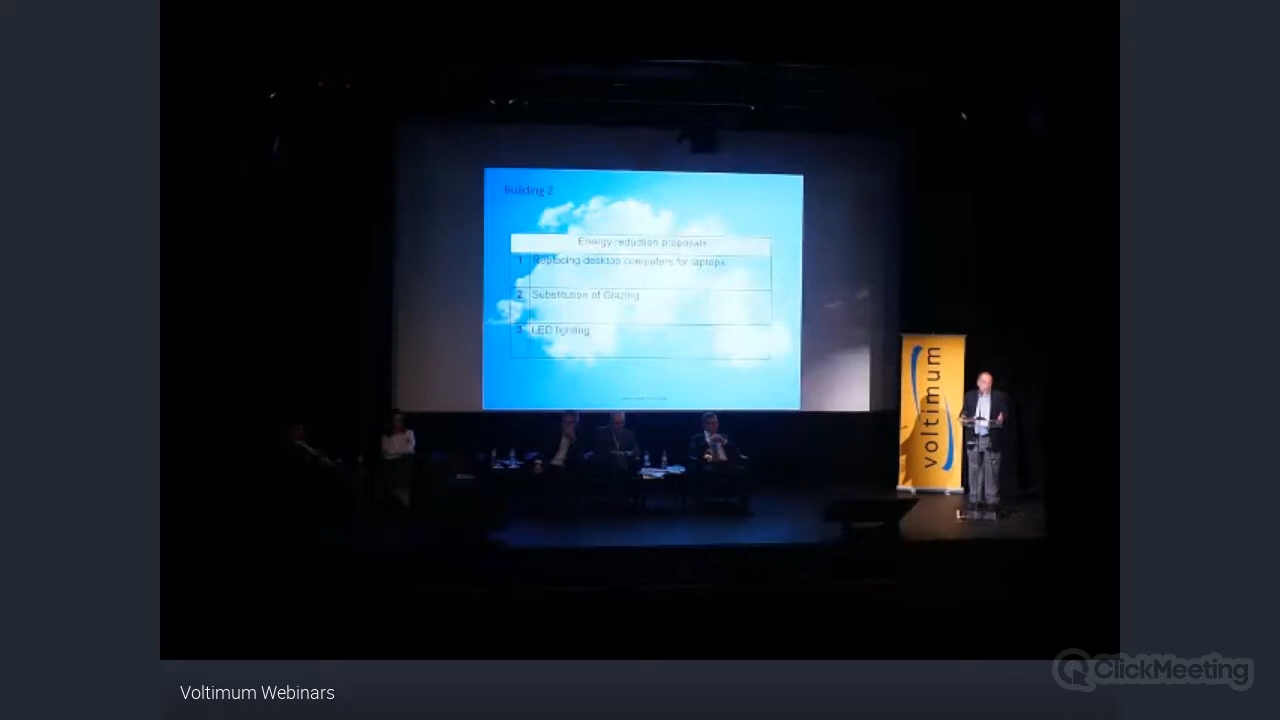 Building 2
Energy reduction proposals
1 Replacing desktop computers for laptops
2 Substitution of Glazing
3 LED lighting
voltimum
Voltimum Webinars
ClickMeeting